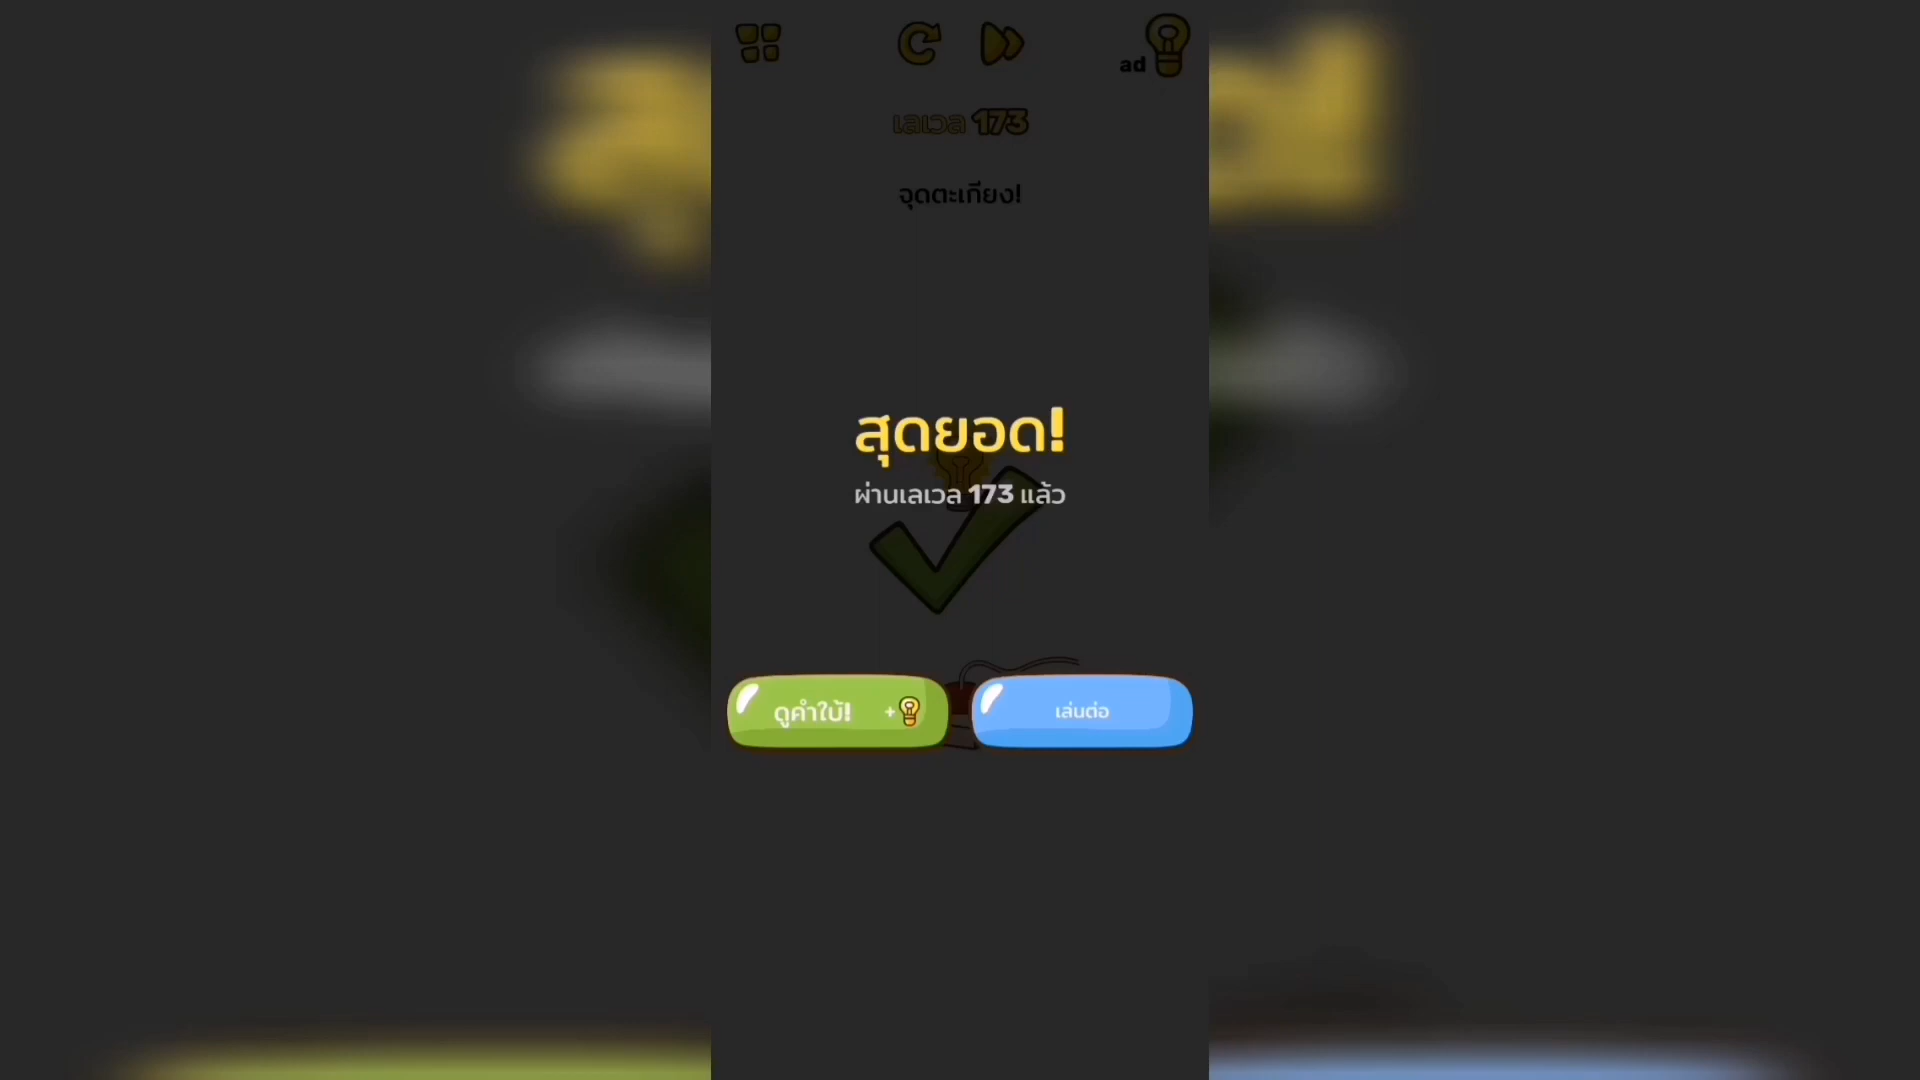 ad
เลเวล 173
จุดตะเกียง!
สุดยอด!
ผ่านเลเวล 173 แล้ว
ดูคำใบ้! +
เล่นต่อ